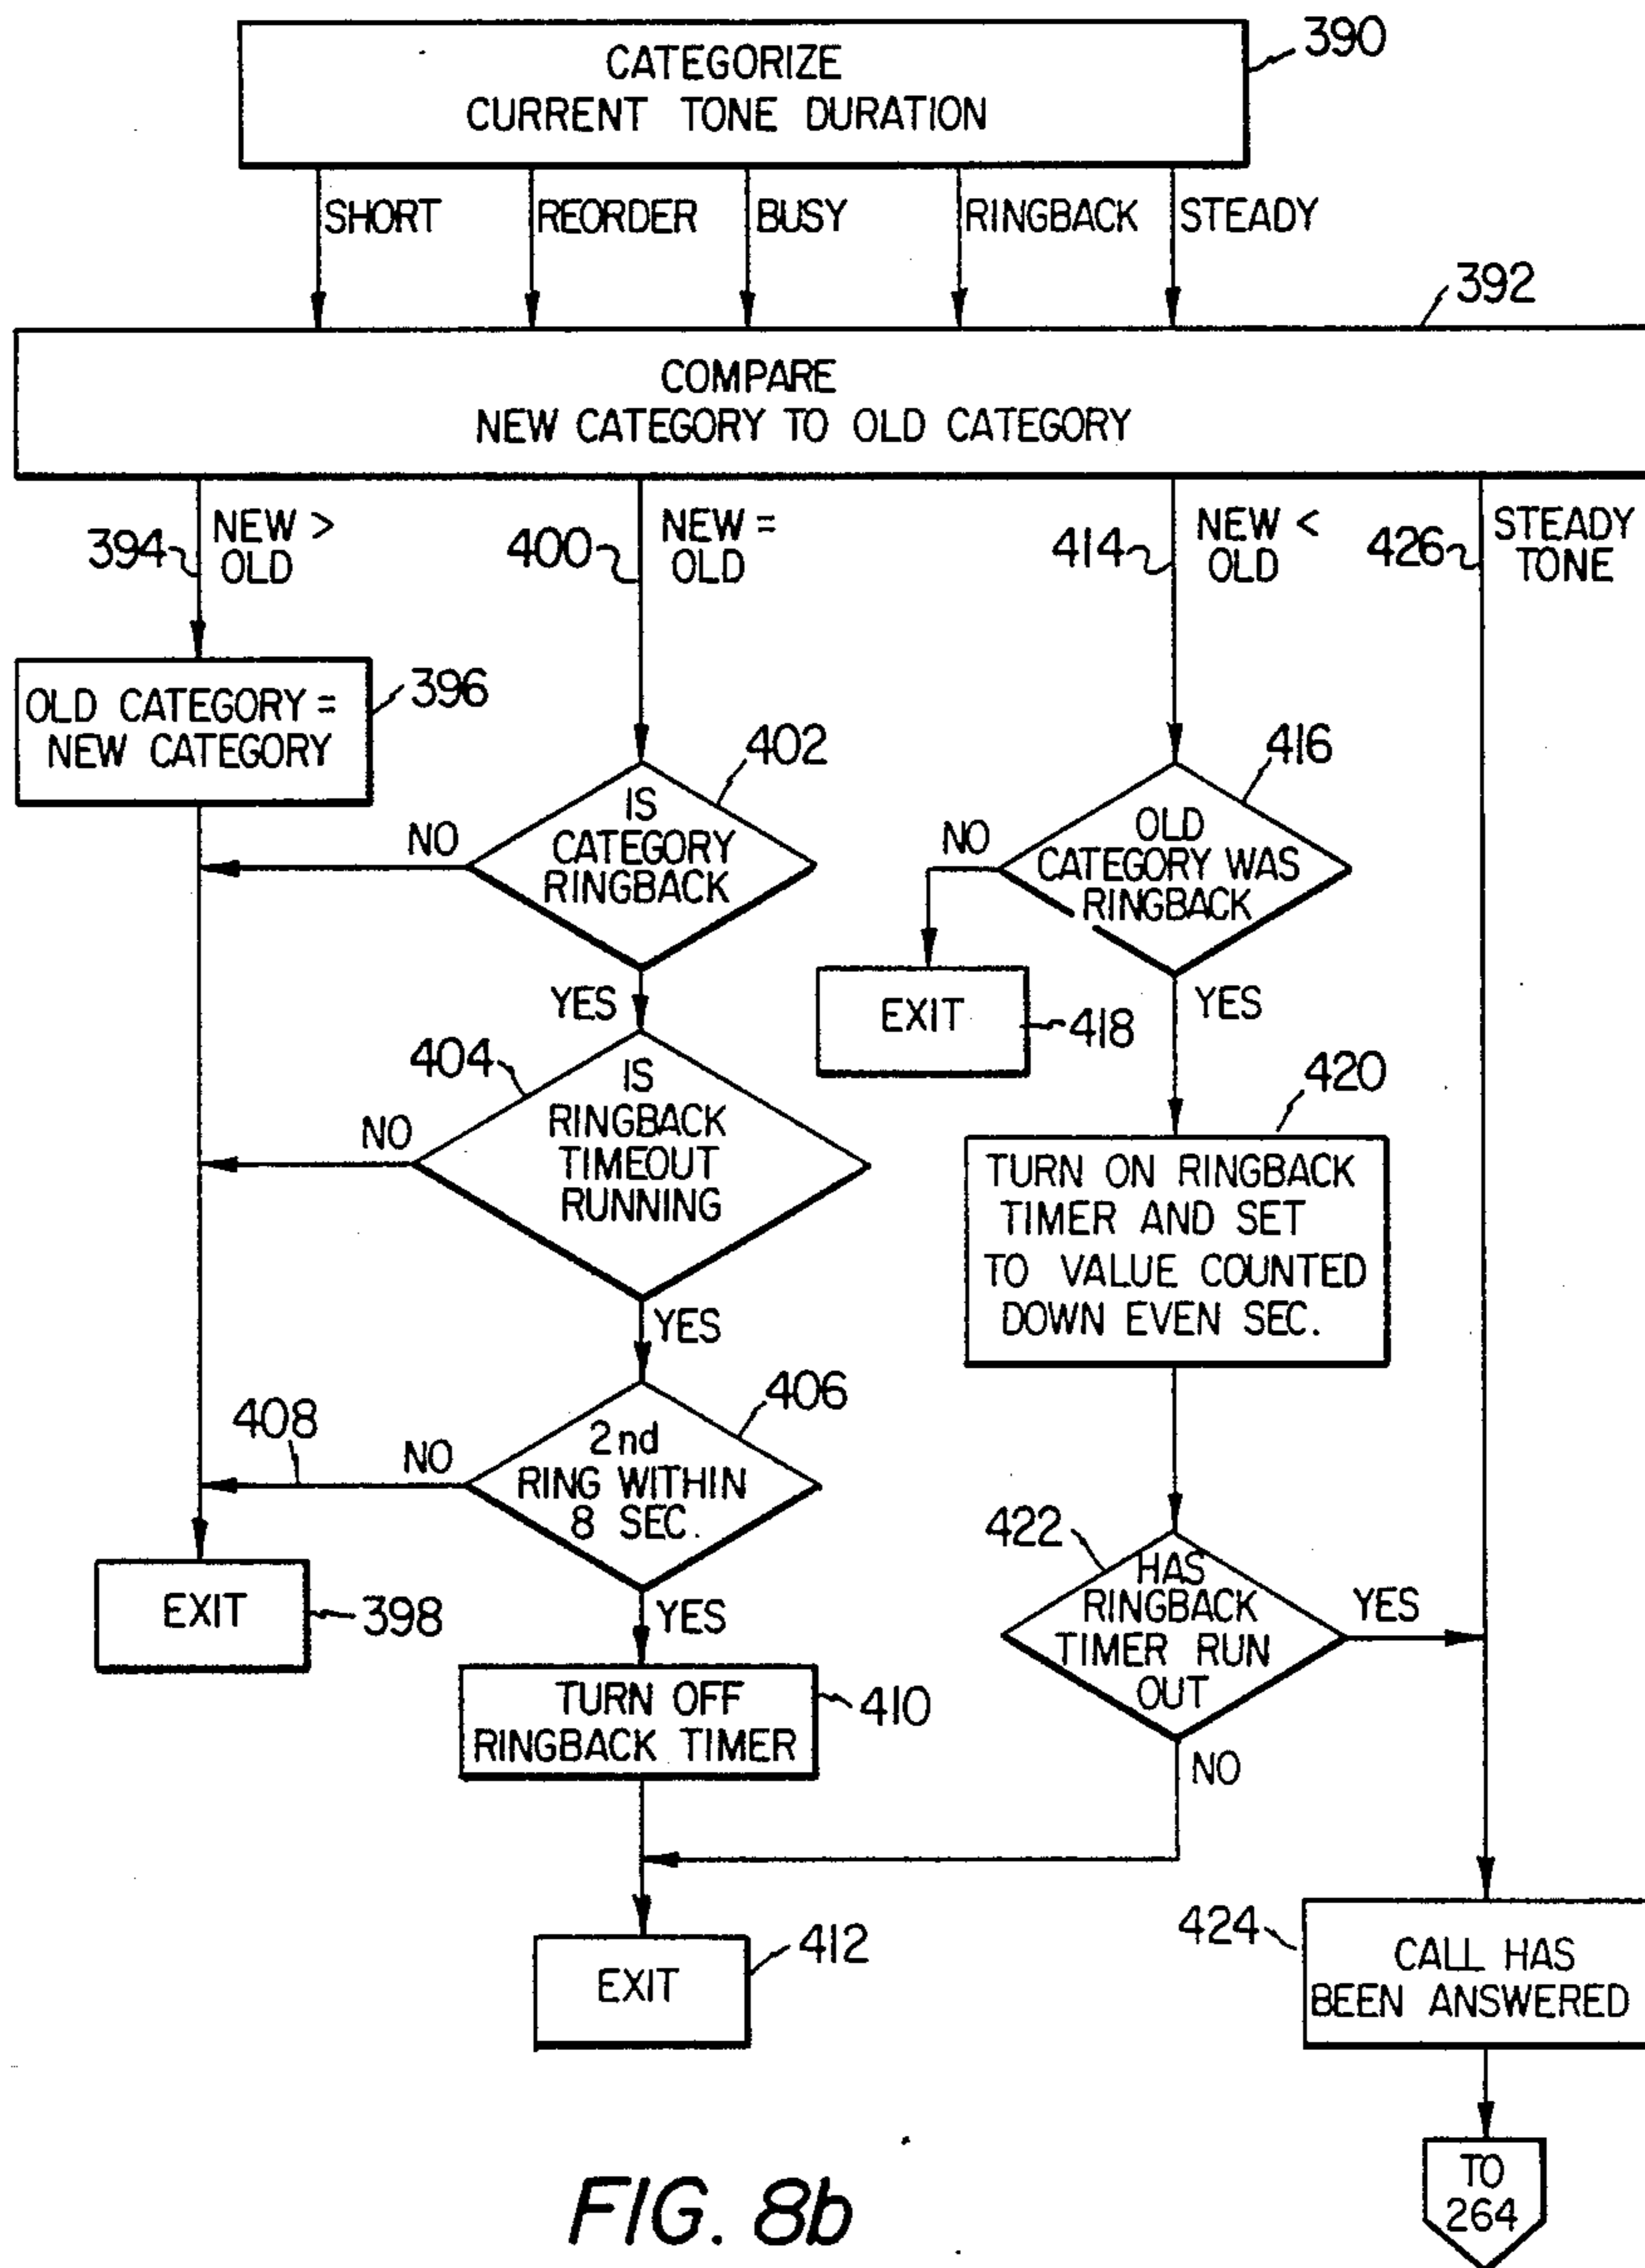 390
CATEGORIZE
CURRENT TONE DURATION
SHORT
REORDER
BUSY
RINGBACK
STEADY
392
COMPARE
NEW CATEGORY TO OLD CATEGORY
394
NEW >
OLD
400
NEW =
OLD
414
NEW <
OLD
426
STEADY
TONE
OLD CATEGORY =
NEW CATEGORY
396
402
IS
CATEGORY
RINGBACK
NO
YES
416
OLD
CATEGORY WAS
RINGBACK
NO
YES
EXIT
418
404
IS
RINGBACK
TIMEOUT
RUNNING
NO
YES
420
TURN ON RINGBACK
TIMER AND SET
TO VALUE COUNTED
DOWN EVEN SEC.
406
2nd
RING WITHIN
8 SEC.
408
NO
YES
EXIT
398
422
HAS
RINGBACK
TIMER RUN
OUT
YES
NO
TURN OFF
RINGBACK TIMER
410
EXIT
412
424
CALL HAS
BEEN ANSWERED
TO
264
FIG. 8b